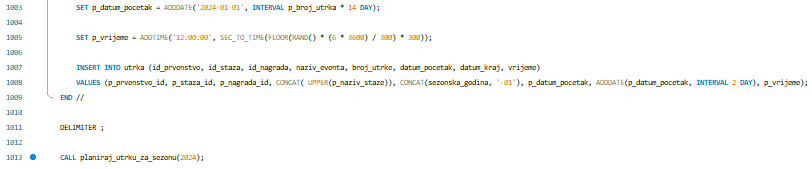 1003 SET p_datum_pocetak = ADDDATE('2024-01-01', INTERVAL p_broj_utrka * 14 DAY);
1004
1005 SET p_vrijeme = ADDTIME('12:00:00', SEC_TO_TIME(FLOOR(RAND() * (6 * 3600) / 300) * 300));
1006
1007 INSERT INTO utrka (id_prvenstvo, id_staza, id_nagrada, naziv_eventa, broj_utrke, datum_pocetak, datum_kraj, vrijeme)
1008 VALUES (p_prvenstvo_id, p_staza_id, p_nagrada_id, CONCAT( UPPER(p_naziv_staze)), CONCAT(sezonska_godina, '-01'), p_datum_pocetak, ADDDATE(p_datum_pocetak, INTERVAL 2 DAY), p_vrijeme);
1009 END //
1010
1011 DELIMITER ;
1012
1013 CALL planiraj_utrku_za_sezonu(2024);